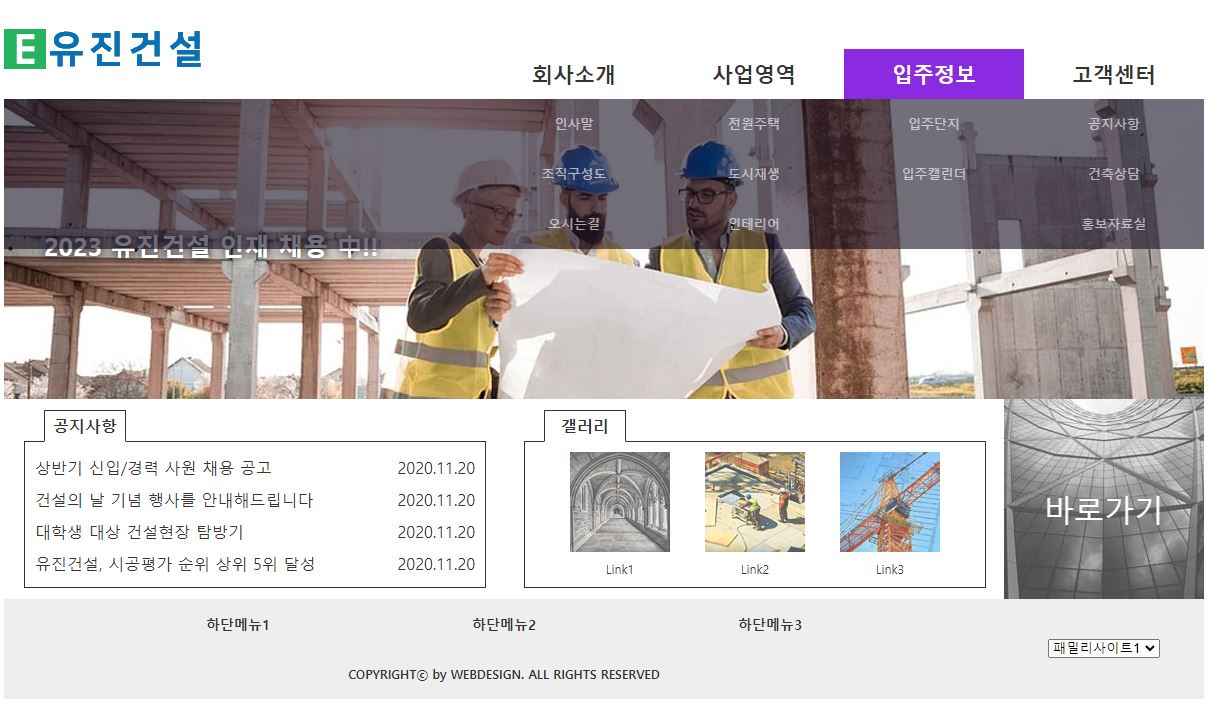 E유진건설
회사소개 사업영역 입주정보 고객센터
인사말 전원주택 입주단지 공지사항
조직구성도 도시재생 입주캘린더 건축상담
오시는길 인테리어 홍보자료실
2023 유진건설 인재 채용 中!!
공지사항
상반기 신입/경력 사원 채용 공고 2020.11.20
건설의 날 기념 행사를 안내해드립니다 2020.11.20
대학생 대상 건설현장 탐방기 2020.11.20
유진건설, 시공평가 순위 상위 5위 달성 2020.11.20
갤러리
Link1 Link2 Link3
바로가기
하단메뉴1 하단메뉴2 하단메뉴3
패밀리사이트1
COPYRIGHTⓒ by WEBDESIGN. ALL RIGHTS RESERVED